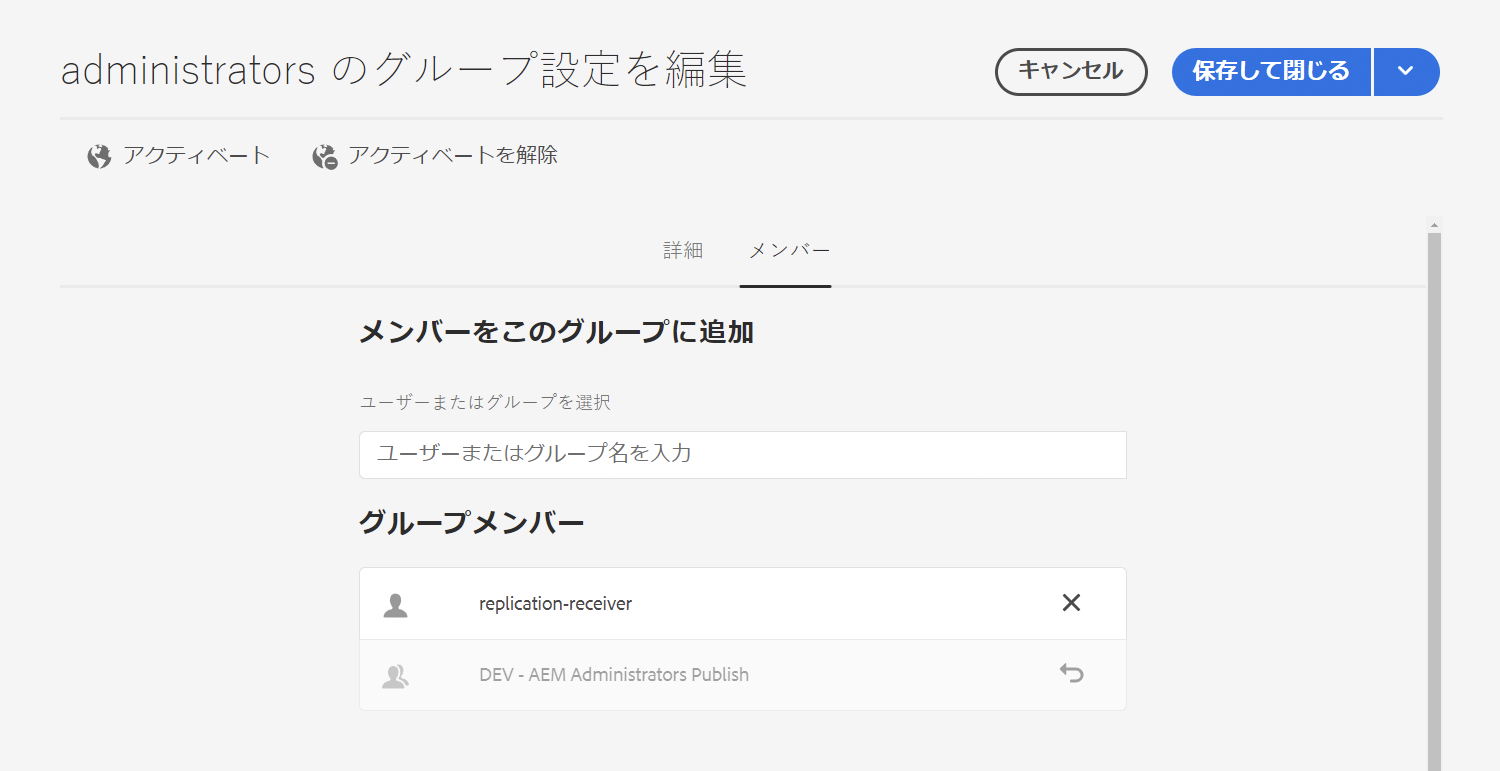 administrators のグループ設定を編集
キャンセル
保存して閉じる
アクティベート
アクティベートを解除
詳細
メンバー
メンバーをこのグループに追加
ユーザーまたはグループを選択
ユーザーまたはグループ名を入力
グループメンバー
replication-receiver
DEV - AEM Administrators Publish